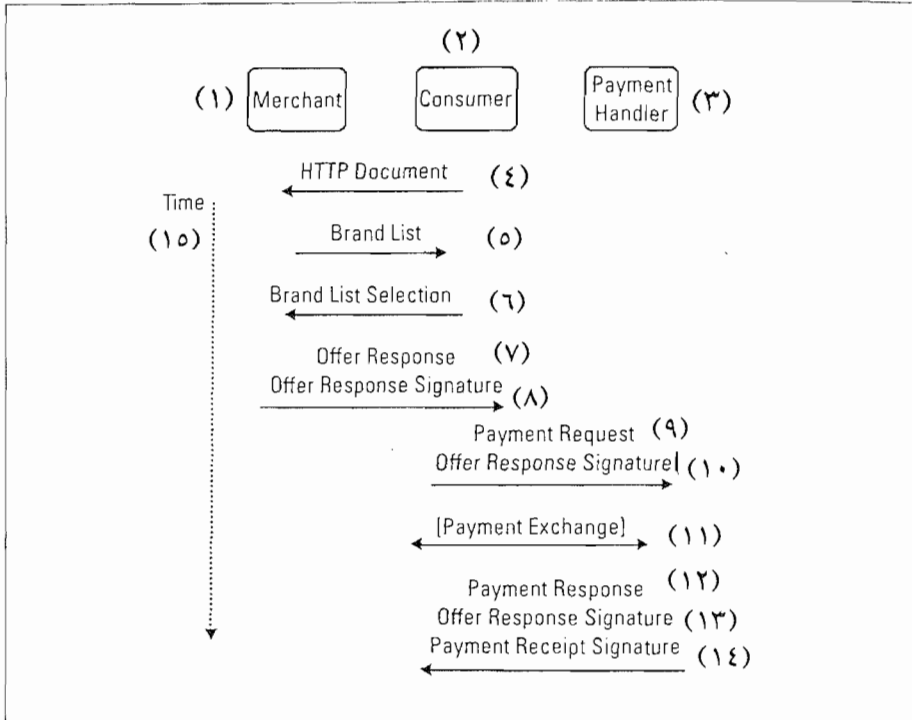 (٢)
(١) Merchant Consumer Payment Handler (٣)
HTTP Document (٤)
Time
(١٥) Brand List (٥)
Brand List Selection (٦)
Offer Response (٧)
Offer Response Signature (٨)
Payment Request (٩)
Offer Response Signature (١٠)
[Payment Exchange] (١١)
Payment Response (١٢)
Offer Response Signature (١٣)
Payment Receipt Signature (١٤)